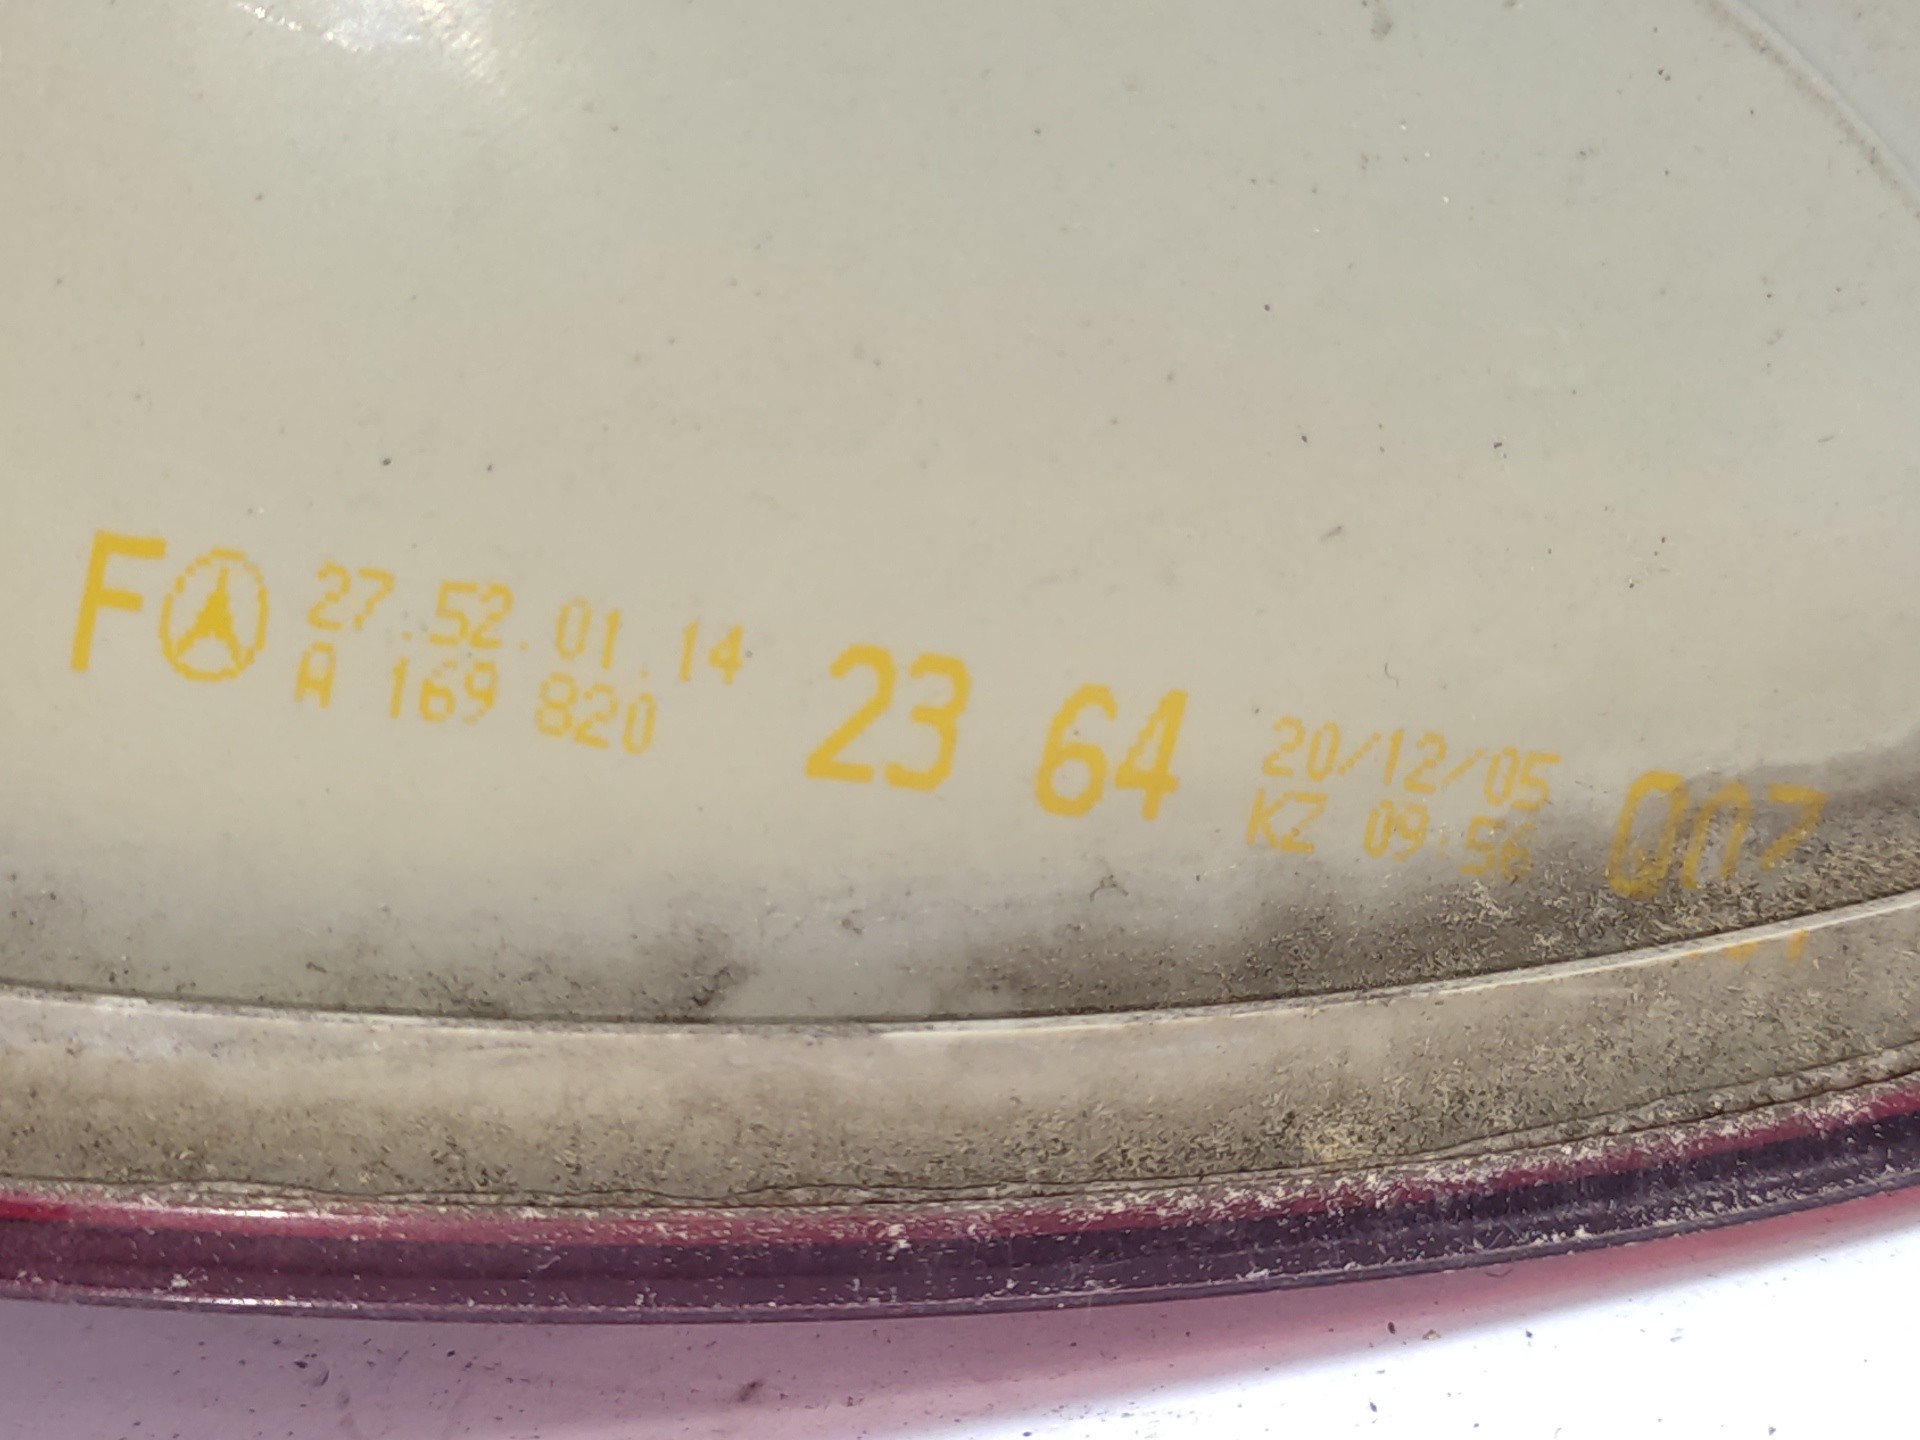 F 27.52.01.14
A 169 820 23 64
20/12/05
KZ 09:56 007